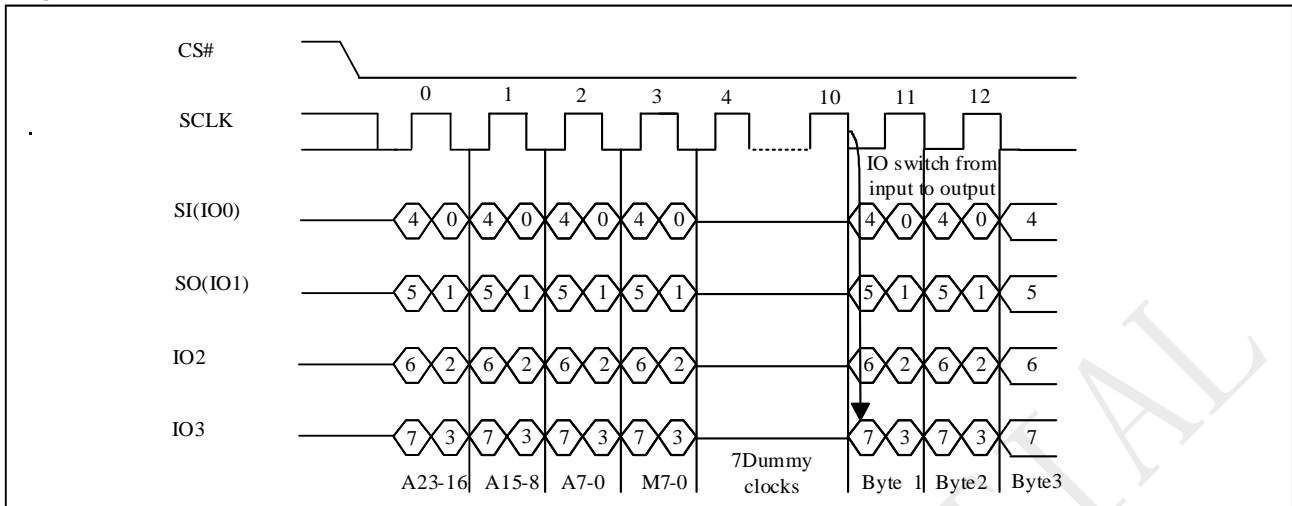 CS#
0 1 2 3 4 10 11 12
SCLK
IO switch from
input to output
SI(IO0) 4 0 4 0 4 0 4 0 4 0 4 0 4
SO(IO1) 5 1 5 1 5 1 5 1 5 1 5 1 5
IO2 6 2 6 2 6 2 6 2 6 2 6 2 6
IO3 7 3 7 3 7 3 7 3 7 3 7 3 7
A23-16 A15-8 A7-0 M7-0 7Dummy Byte 1 Byte2 Byte3
clocks